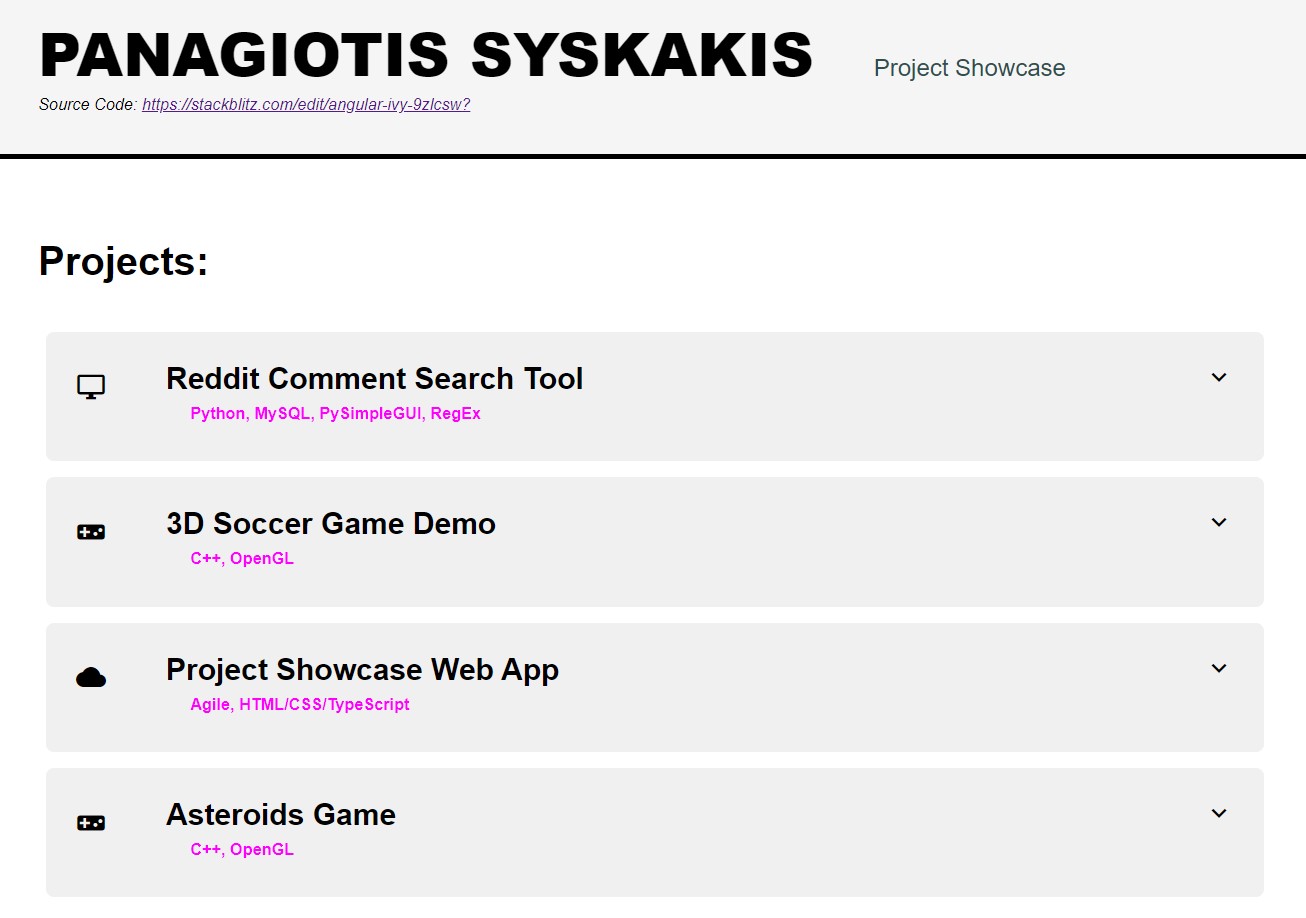 PANAGIOTIS SYSKAKIS
Project Showcase
Source Code: https://stackblitz.com/edit/angular-ivy-9zlcsw?
Projects:
Reddit Comment Search Tool
Python, MySQL, PySimpleGUI, RegEx
3D Soccer Game Demo
C++, OpenGL
Project Showcase Web App
Agile, HTML/CSS/TypeScript
Asteroids Game
C++, OpenGL